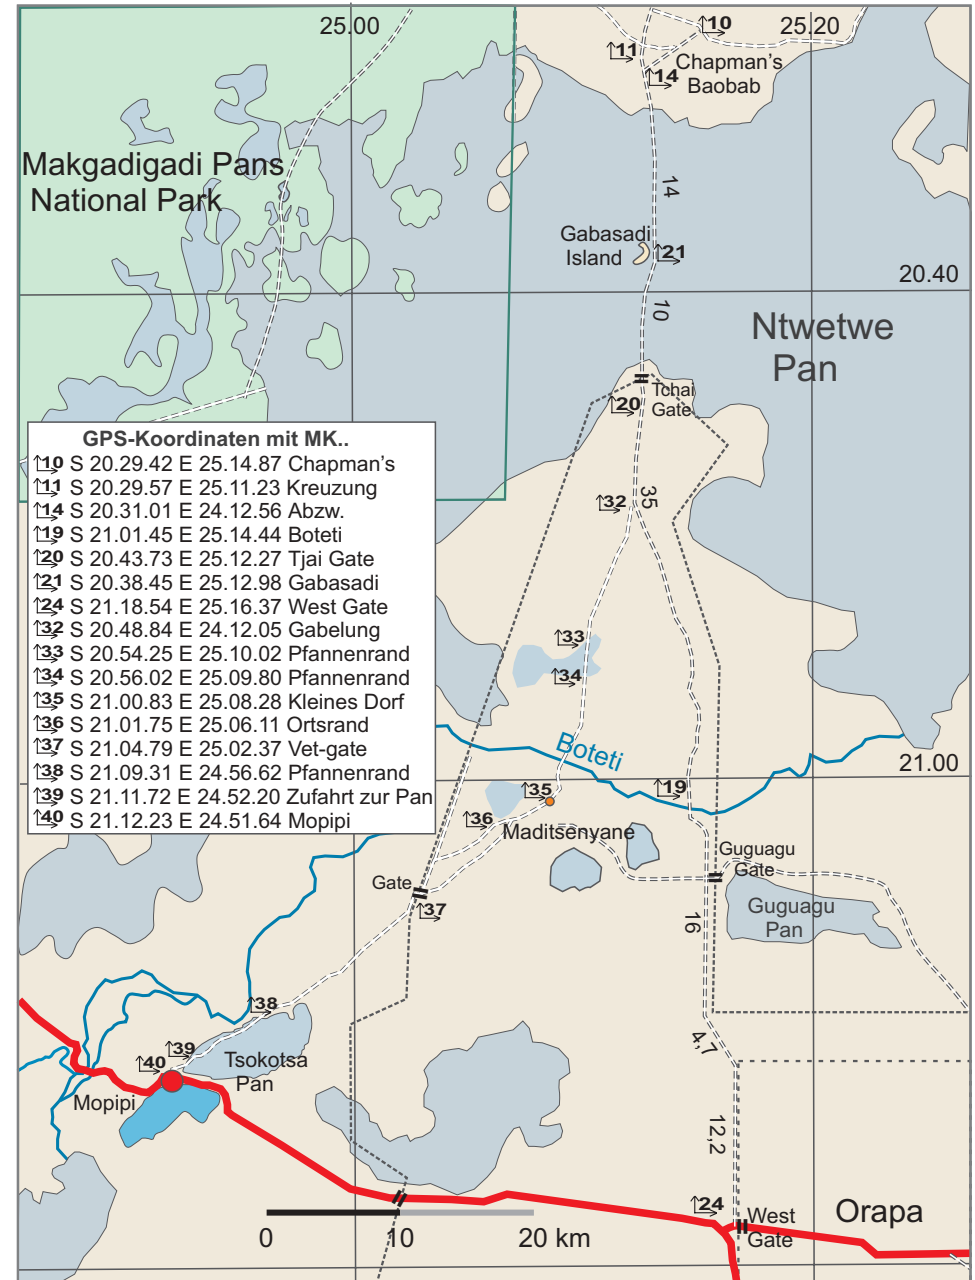 25.00
25.20
10
11
Chapman's
14
Baobab
Makgadigadi Pans
National Park
14
Gabasadi
Island
21
20.40
10
Ntwetwe
Pan
Tchai
Gate
20
GPS-Koordinaten mit MK..
10 S 20.29.42 E 25.14.87 Chapman's
11 S 20.29.57 E 25.11.23 Kreuzung
14 S 20.31.01 E 24.12.56 Abzw.
19 S 21.01.45 E 25.14.44 Boteti
20 S 20.43.73 E 25.12.27 Tjai Gate
21 S 20.38.45 E 25.12.98 Gabasadi
24 S 21.18.54 E 25.16.37 West Gate
32 S 20.48.84 E 24.12.05 Gabelung
33 S 20.54.25 E 25.10.02 Pfannenrand
34 S 20.56.02 E 25.09.80 Pfannenrand
35 S 21.00.83 E 25.08.28 Kleines Dorf
36 S 21.01.75 E 25.06.11 Ortsrand
37 S 21.04.79 E 25.02.37 Vet-gate
38 S 21.09.31 E 24.56.62 Pfannenrand
39 S 21.11.72 E 24.52.20 Zufahrt zur Pan
40 S 21.12.23 E 24.51.64 Mopipi
35
32
33
34
Boteti
21.00
35
19
36
Maditsenyane
Guguagu
Gate
Gate
37
Guguagu
Pan
16
38
4,7
39
40
Tsokotsa
Pan
Mopipi
12,2
24
West
Gate
Orapa
0
10
20 km